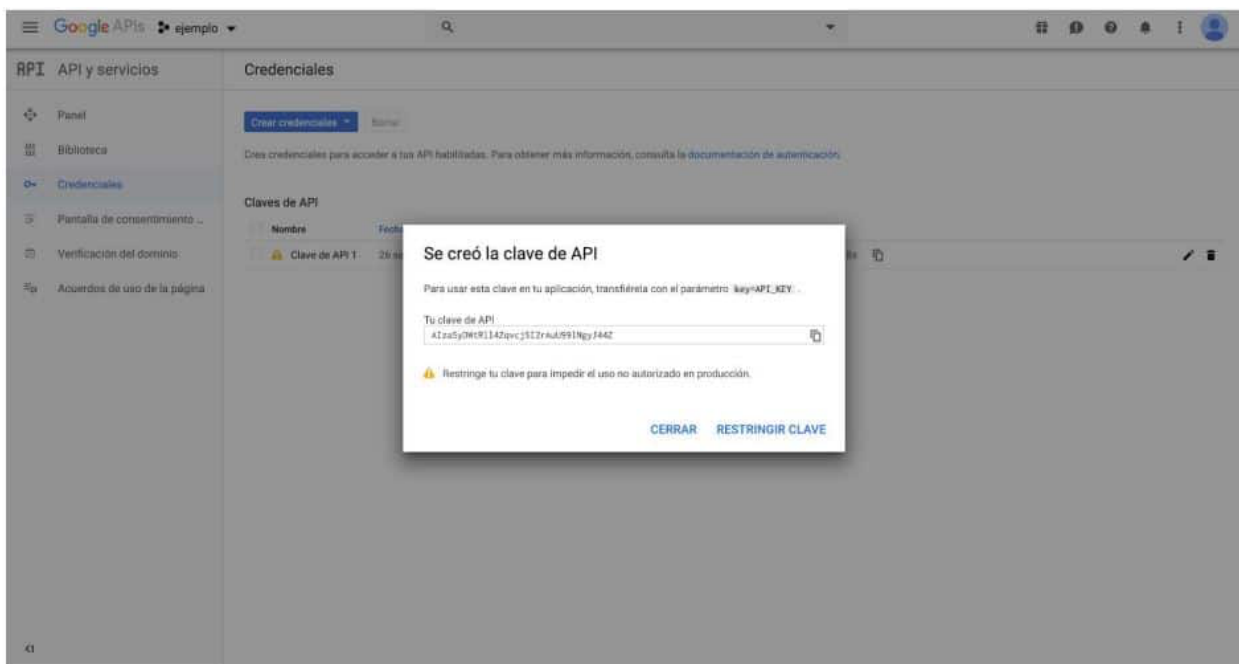 Google APIs ejemplo
API API y servicios
Credenciales
Panel
Biblioteca
Credenciales
Pantalla de consentimiento ...
Verificación del dominio
Acuerdos de uso de la página
Crear credenciales Borrar
Crea credenciales para acceder a tus API habilitadas. Para obtener más información, consulta la documentación de autenticación.
Claves de API
Nombre
Clave de API 1
Se creó la clave de API
Para usar esta clave en tu aplicación, transfiérela con el parámetro key=API_KEY .
Tu clave de API
Restringe tu clave para impedir el uso no autorizado en producción.
CERRAR RESTRINGIR CLAVE